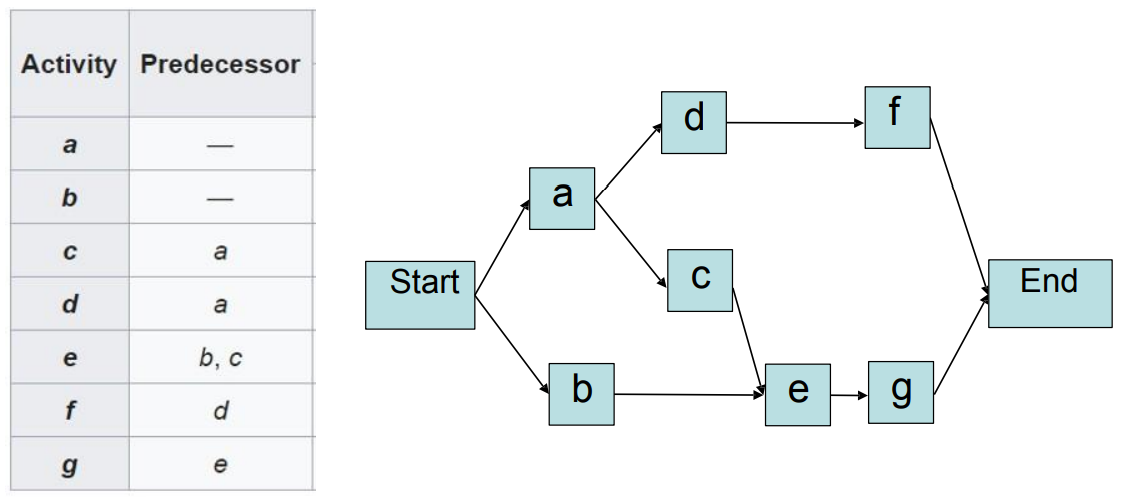 Activity Predecessor
a —
b —
c a
d a
e b, c
f d
g e
d
f
a
c
Start
End
b
e
g